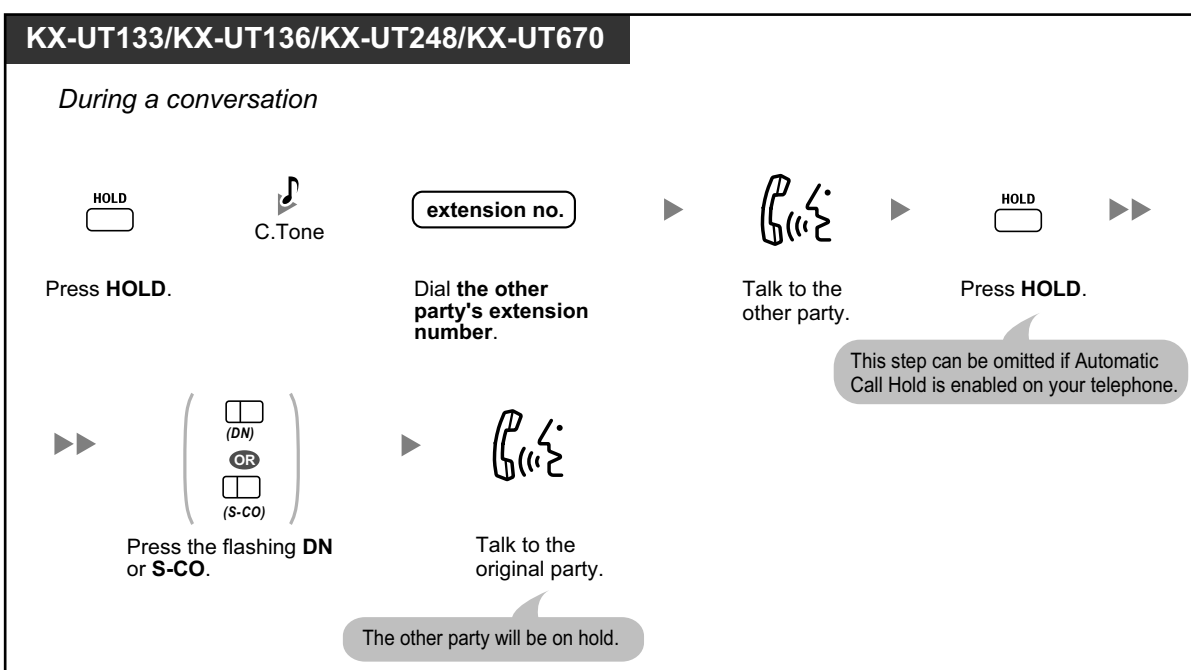 KX-UT133/KX-UT136/KX-UT248/KX-UT670
During a conversation
HOLD
C.Tone
extension no.
HOLD
Press HOLD.
Dial the other
party's extension
number.
Talk to the
other party.
Press HOLD.
This step can be omitted if Automatic
Call Hold is enabled on your telephone.
(DN)
OR
(S-CO)
Press the flashing DN
or S-CO.
Talk to the
original party.
The other party will be on hold.